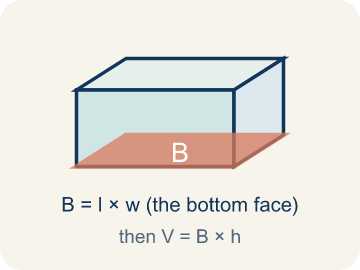 B
B = l × w (the bottom face)
then V = B × h